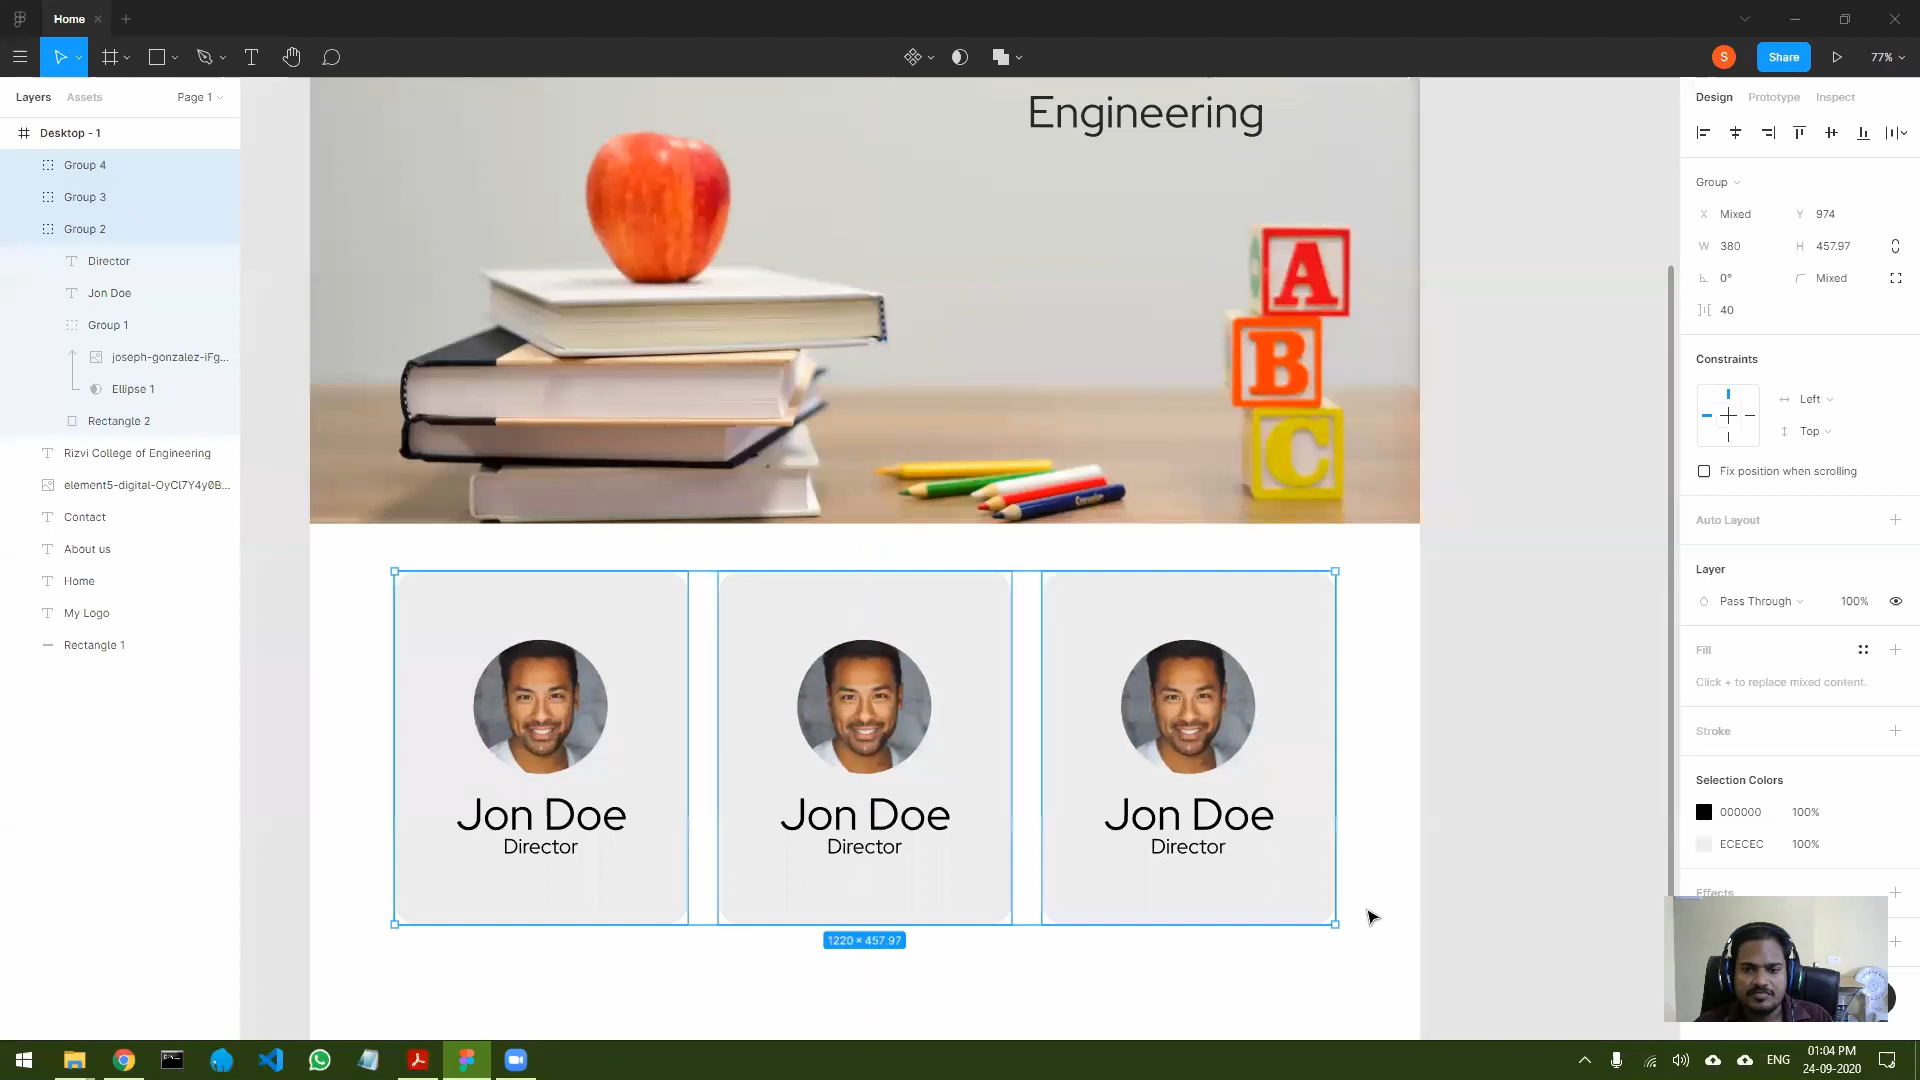 Home
S
Share
77%
Layers
Assets
Page 1
Desktop - 1
Group 4
Group 3
Group 2
Director
Jon Doe
Group 1
joseph-gonzalez-iFg...
Ellipse 1
Rectangle 2
Rizvi College of Engineering
element5-digital-OyCl7Y4y0B...
Contact
About us
Home
My Logo
Rectangle 1
Engineering
A
B
C
Jon Doe
Director
Jon Doe
Director
Jon Doe
Director
1220 × 457.97
Design
Prototype
Inspect
Group
X Mixed
Y 974
W 380
H 457.97
0°
Mixed
40
Constraints
Left
Top
Fix position when scrolling
Auto Layout
Layer
Pass Through
100%
Fill
Click + to replace mixed content.
Stroke
Selection Colors
000000 100%
ECECEC 100%
Effects
ENG
01:04 PM
24-09-2020